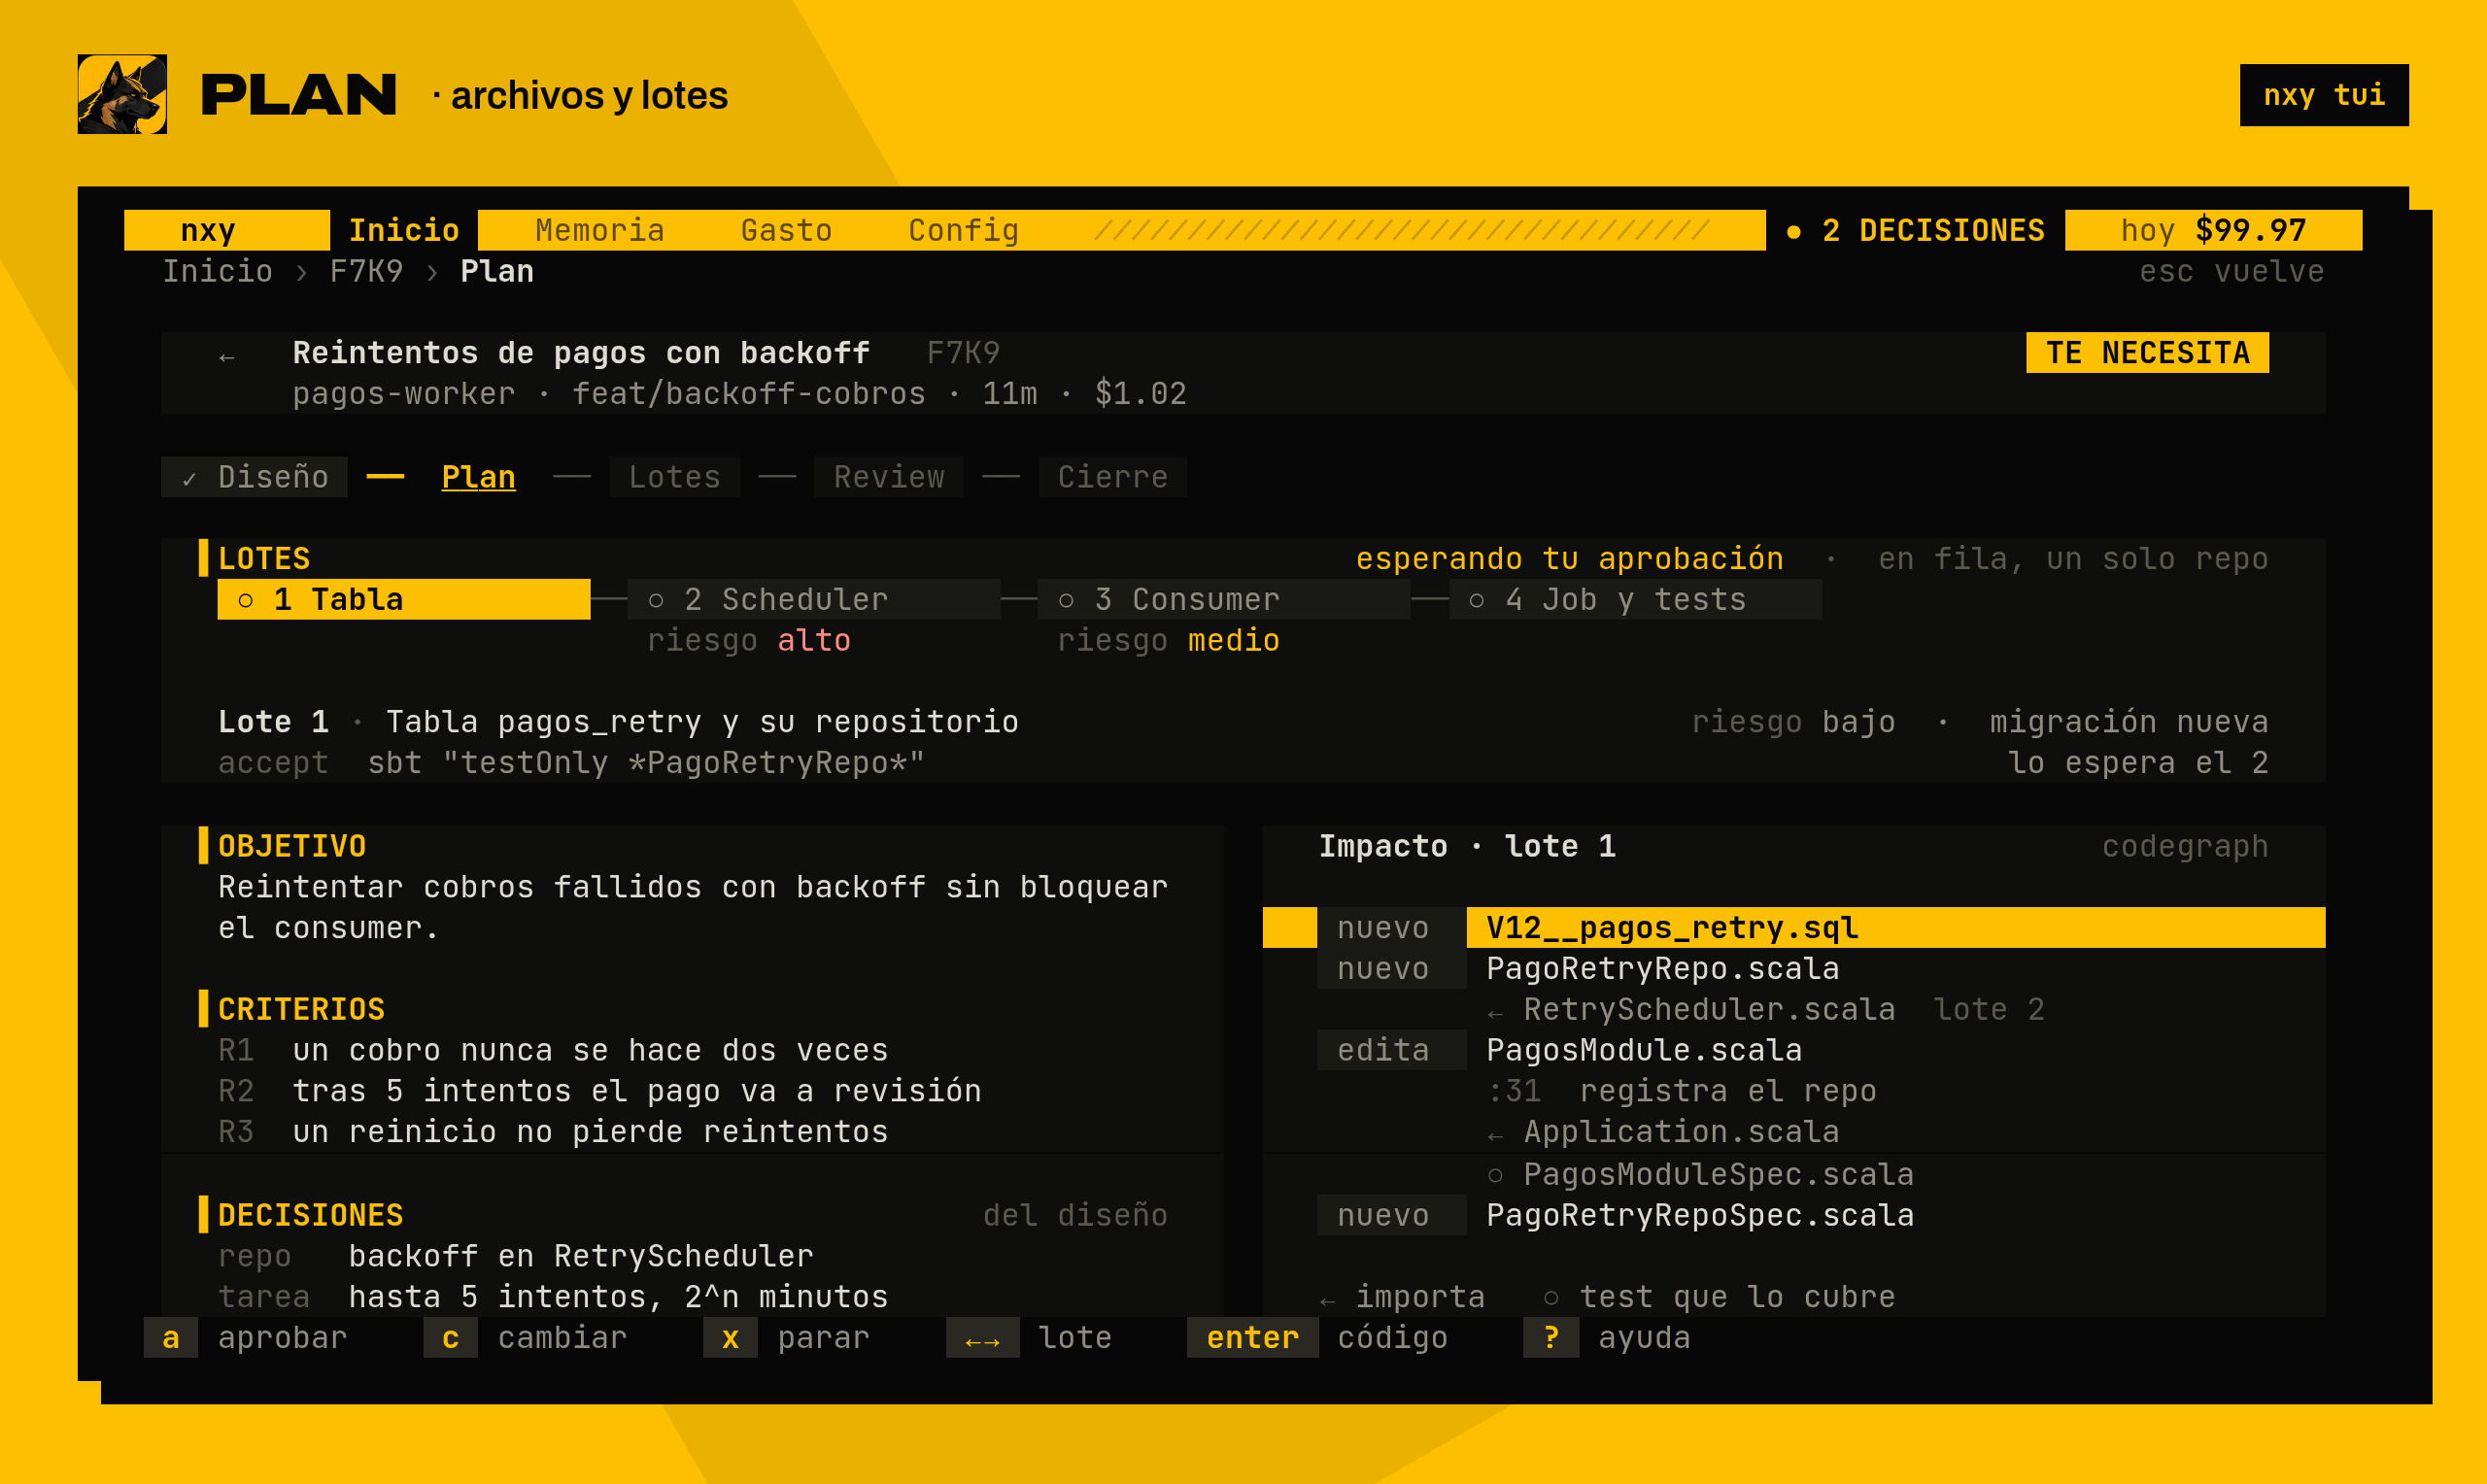 PLAN · archivos y lotes
nxy tui
nxy Inicio Memoria Gasto Config ///////////////////////////////// ● 2 DECISIONES hoy $99.97
Inicio › F7K9 › Plan esc vuelve
← Reintentos de pagos con backoff F7K9 TE NECESITA
pagos-worker · feat/backoff-cobros · 11m · $1.02
✓ Diseño — Plan — Lotes — Review — Cierre
LOTES esperando tu aprobación · en fila, un solo repo
○ 1 Tabla — ○ 2 Scheduler — ○ 3 Consumer — ○ 4 Job y tests
riesgo alto riesgo medio
Lote 1 · Tabla pagos_retry y su repositorio riesgo bajo · migración nueva
accept sbt "testOnly *PagoRetryRepo*" lo espera el 2
OBJETIVO
Reintentar cobros fallidos con backoff sin bloquear
el consumer.
CRITERIOS
R1 un cobro nunca se hace dos veces
R2 tras 5 intentos el pago va a revisión
R3 un reinicio no pierde reintentos
DECISIONES del diseño
repo backoff en RetryScheduler
tarea hasta 5 intentos, 2^n minutos
Impacto · lote 1 codegraph
nuevo V12__pagos_retry.sql
nuevo PagoRetryRepo.scala
← RetryScheduler.scala lote 2
edita PagosModule.scala
:31 registra el repo
← Application.scala
○ PagosModuleSpec.scala
nuevo PagoRetryRepoSpec.scala
← importa ○ test que lo cubre
a aprobar c cambiar x parar ←→ lote enter código ? ayuda